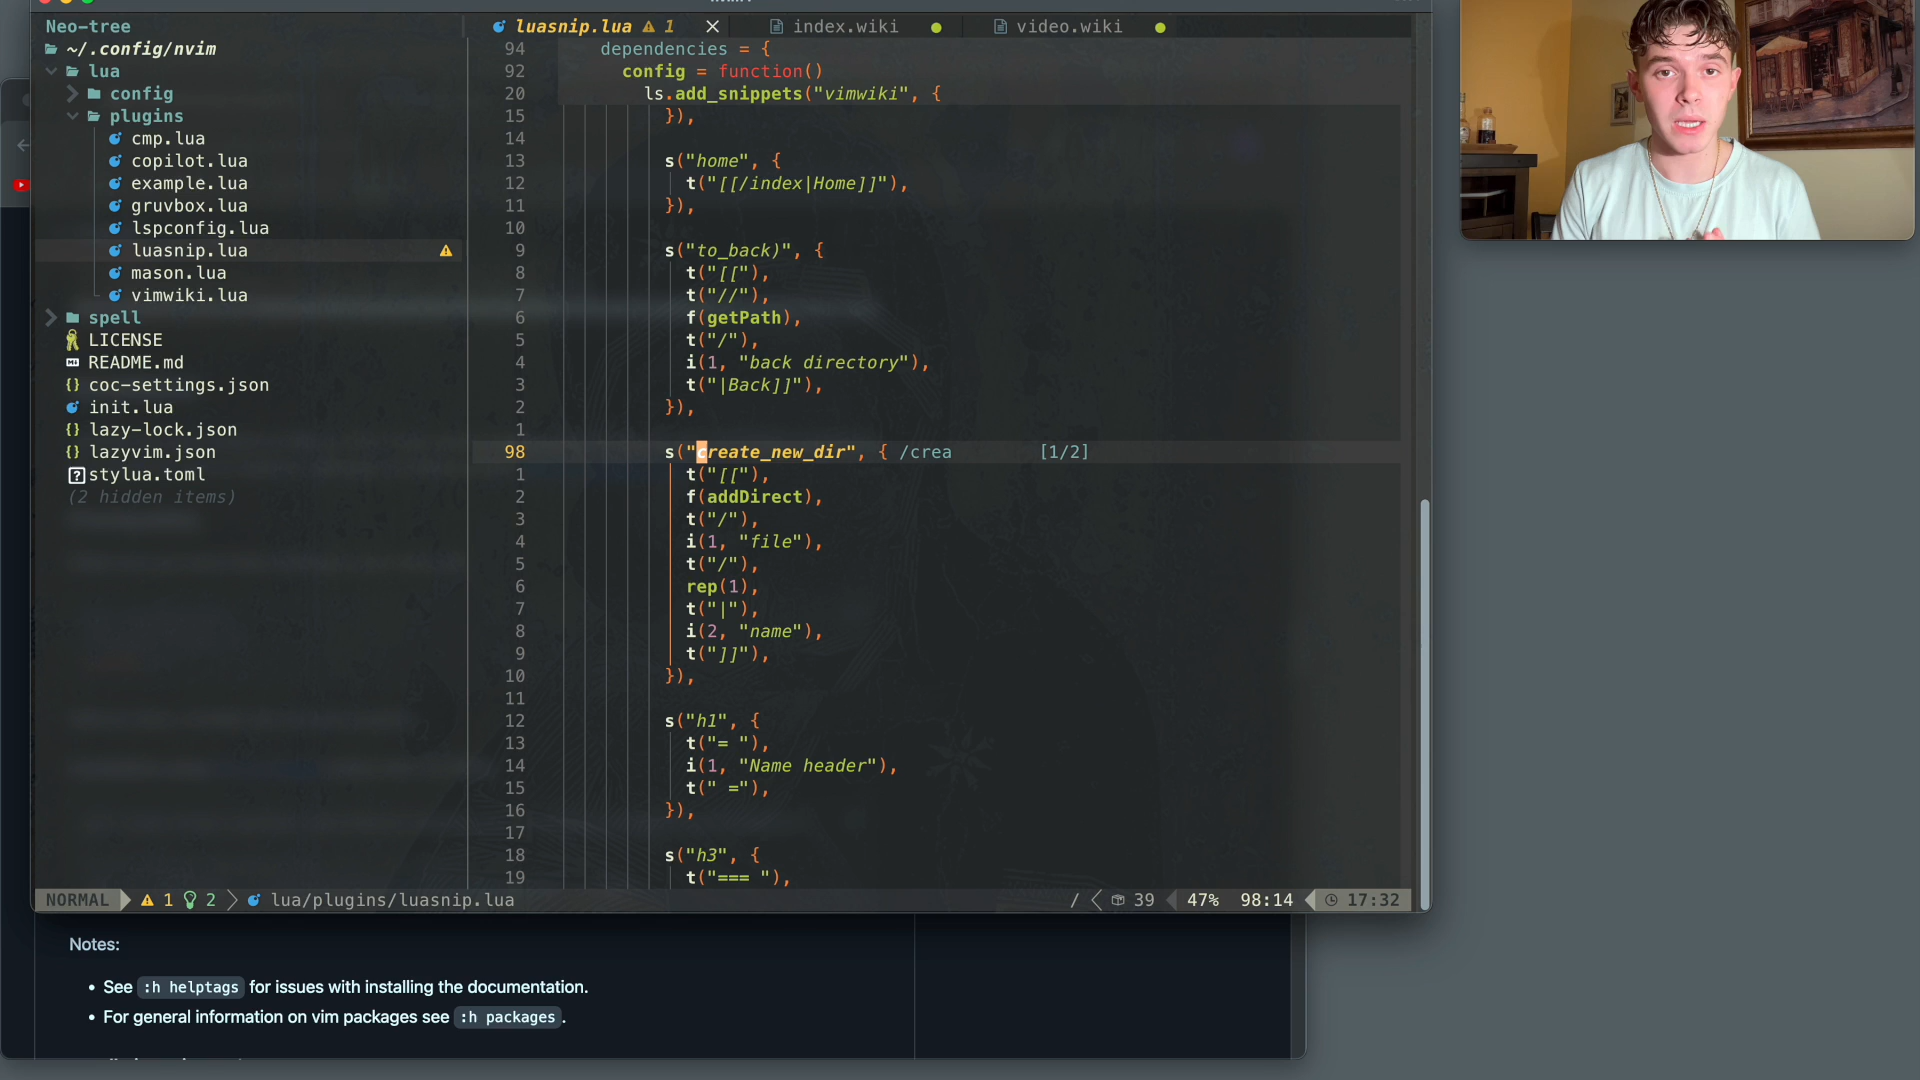 Neo-tree
~/.config/nvim
lua
config
plugins
cmp.lua
copilot.lua
example.lua
gruvbox.lua
lspconfig.lua
luasnip.lua
mason.lua
vimwiki.lua
spell
LICENSE
README.md
coc-settings.json
init.lua
lazy-lock.json
lazyvim.json
stylua.toml
(2 hidden items)
luasnip.lua 1
index.wiki
video.wiki
94 dependencies = {
92 config = function()
20 ls.add_snippets("vimwiki", {
15 }),
14
13 s("home", {
12 t("[[/index|Home]]"),
11 }),
10
9 s("to_back)", {
8 t("[["),
7 t("//"),
6 f(getPath),
5 t("/"),
4 i(1, "back directory"),
3 t("|Back]]"),
2 }),
1
98 s("create_new_dir", { /crea [1/2]
1 t("[["),
2 f(addDirect),
3 t("/"),
4 i(1, "file"),
5 t("/"),
6 rep(1),
7 t("|"),
8 i(2, "name"),
9 t("]]"),
10 }),
11
12 s("h1", {
13 t("= "),
14 i(1, "Name header"),
15 t(" ="),
16 }),
17
18 s("h3", {
19 t("=== "),
NORMAL 1 2 lua/plugins/luasnip.lua / 39 47% 98:14 17:32
Notes:
• See :h helptags for issues with installing the documentation.
• For general information on vim packages see :h packages.